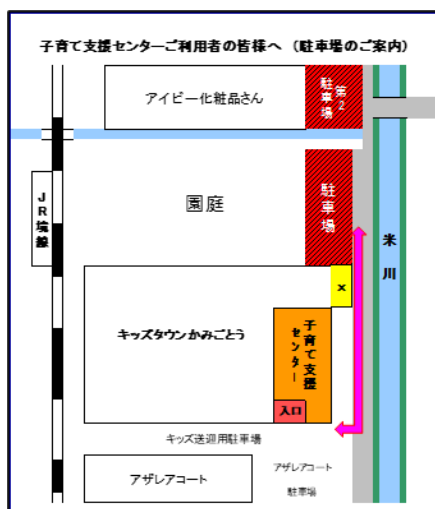 子育て支援センターご利用者の皆様へ（駐車場のご案内）
アイビー化粧品さん
第2
駐車場
JR境線
園庭
駐車場
米川
×
キッズタウンかみごとう
子育て支援
センター
入口
キッズ送迎用駐車場
アザレアコート
アザレアコート
駐車場